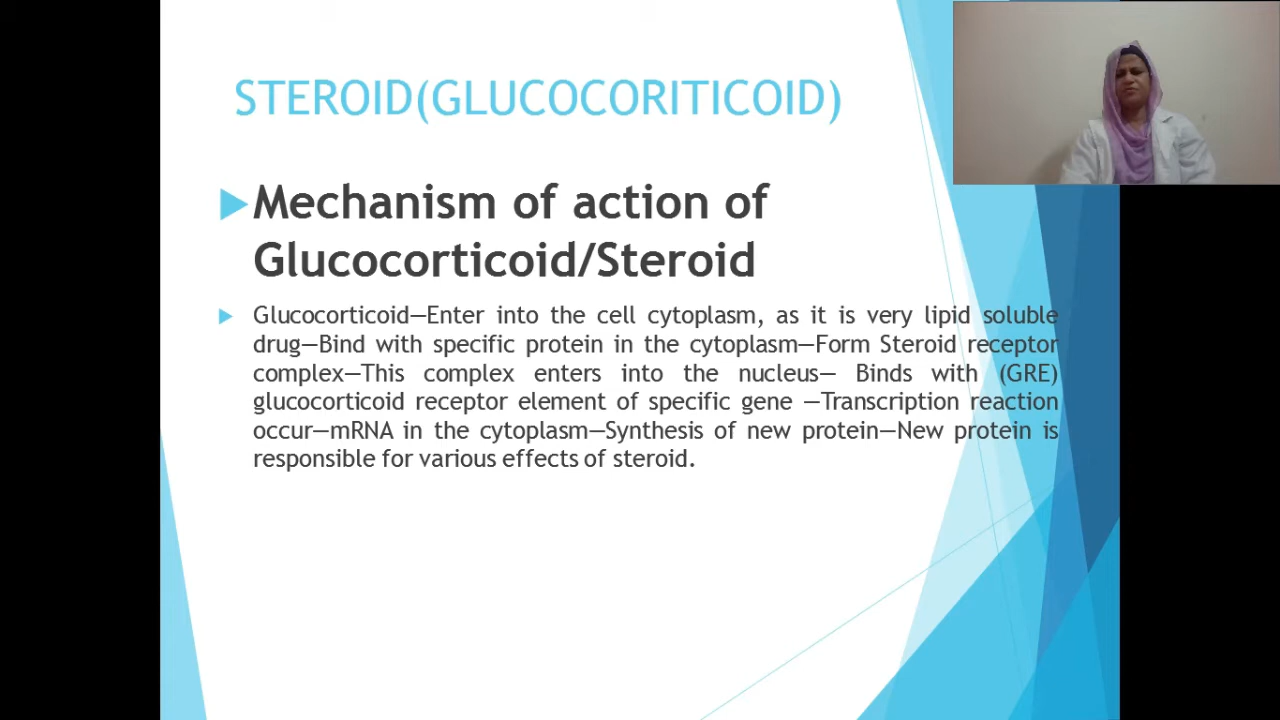 STEROID(GLUCOCORITICOID)
Mechanism of action of
Glucocorticoid/Steroid
Glucocorticoid—Enter into the cell cytoplasm, as it is very lipid soluble
drug—Bind with specific protein in the cytoplasm—Form Steroid receptor
complex—This complex enters into the nucleus— Binds with (GRE)
glucocorticoid receptor element of specific gene —Transcription reaction
occur—mRNA in the cytoplasm—Synthesis of new protein—New protein is
responsible for various effects of steroid.